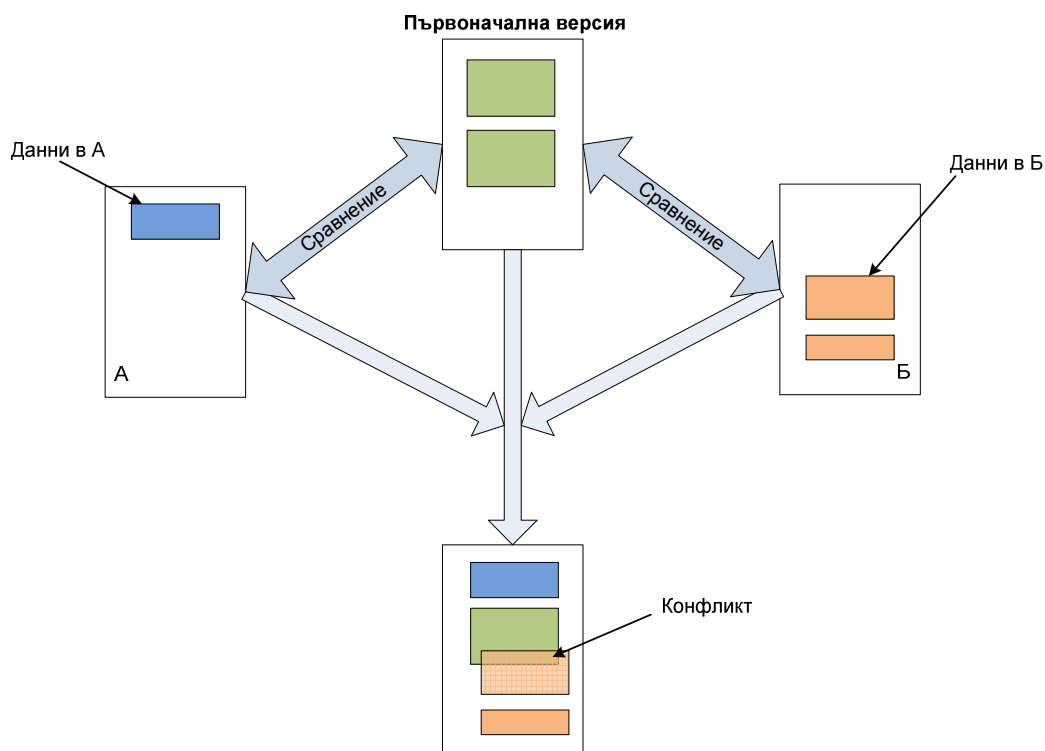 Първоначална версия
Данни в А
Данни в Б
Сравнение
Сравнение
А
Б
Конфликт